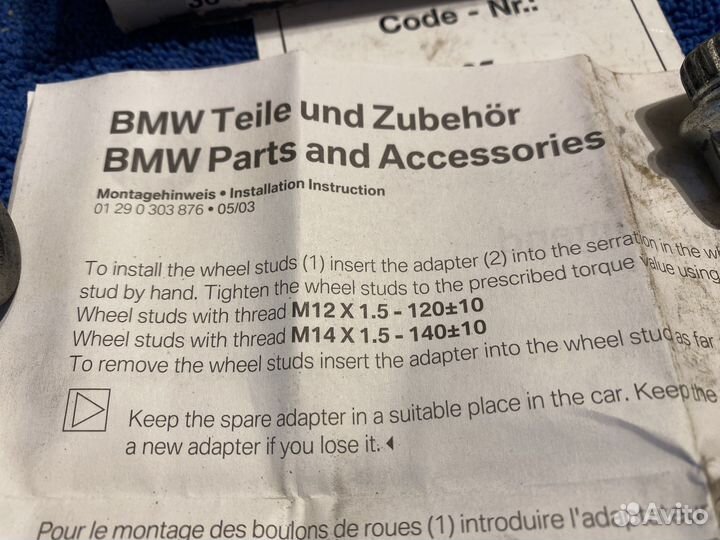 Code - Nr.:
BMW Teile und Zubehör
BMW Parts and Accessories
Montagehinweis • Installation Instruction
01 29 0 303 876 • 05/03
To install the wheel studs (1) insert the adapter (2) into the serration in the
stud by hand. Tighten the wheel studs to the prescribed torque value using
Wheel studs with thread M12 X 1.5 - 120±10
Wheel studs with thread M14 X 1.5 - 140±10
To remove the wheel studs insert the adapter into the wheel stud as far
Keep the spare adapter in a suitable place in the car. Keep the
a new adapter if you lose it.
Pour le montage des boulons de roues (1) introduire l'adap
Avito